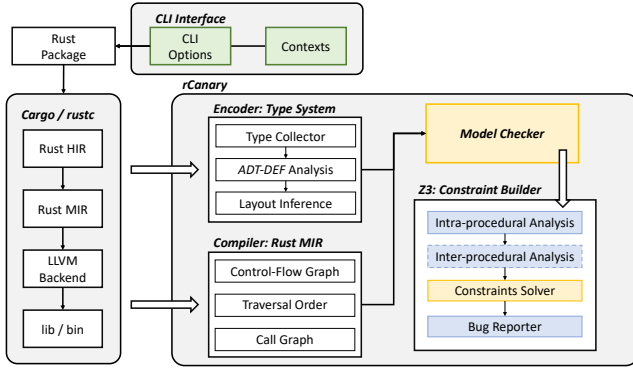 CLI Interface
Rust
Package
CLI
Options
Contexts
Cargo / rustc
Rust HIR
Rust MIR
LLVM
Backend
lib / bin
rCanary
Encoder: Type System
Type Collector
ADT-DEF Analysis
Layout Inference
Compiler: Rust MIR
Control-Flow Graph
Traversal Order
Call Graph
Model Checker
Z3: Constraint Builder
Intra-procedural Analysis
Inter-procedural Analysis
Constraints Solver
Bug Reporter